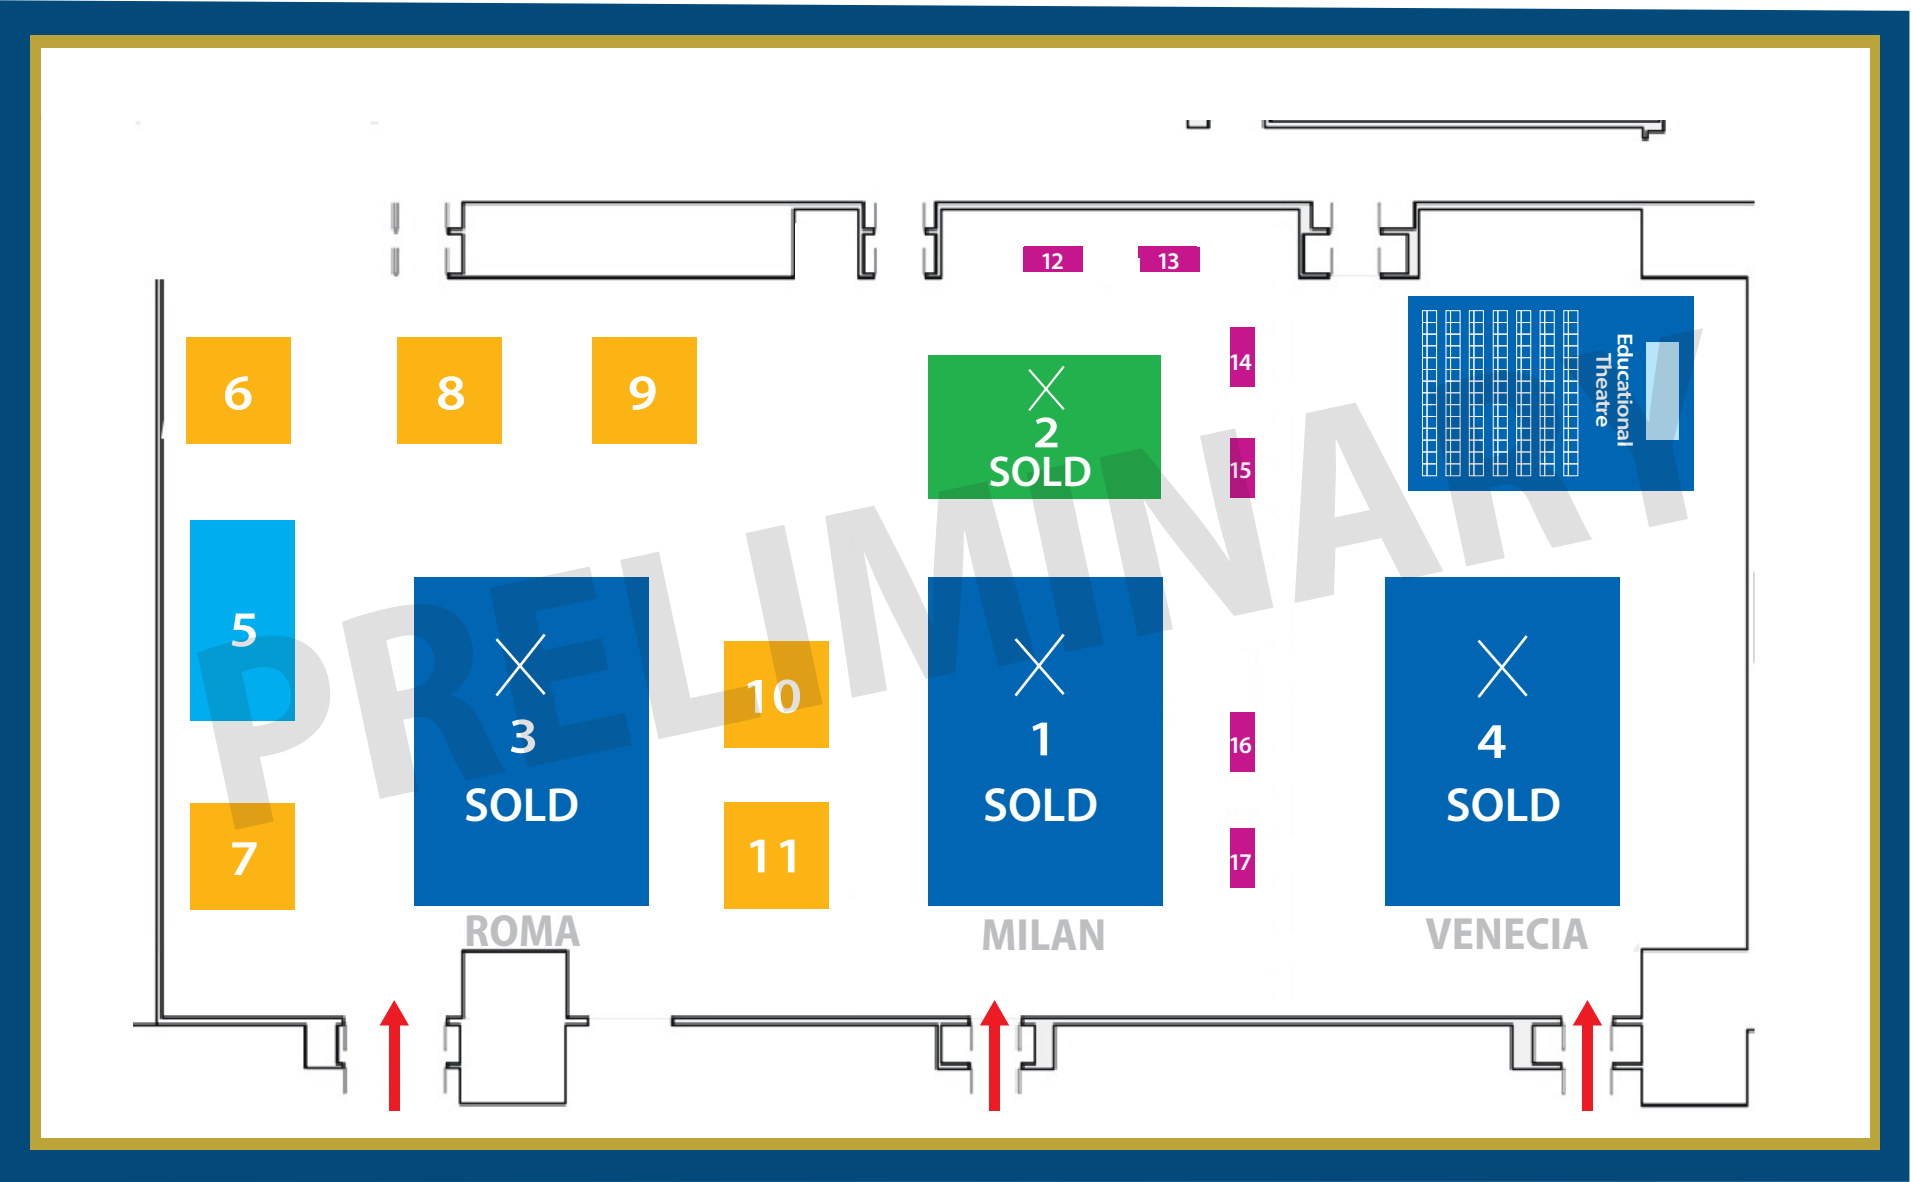 12
13
14
6
8
9
2
SOLD
15
Educational
Theatre
PRELIMINARY
5
10
3
SOLD
1
SOLD
4
SOLD
16
7
11
17
ROMA
MILAN
VENECIA